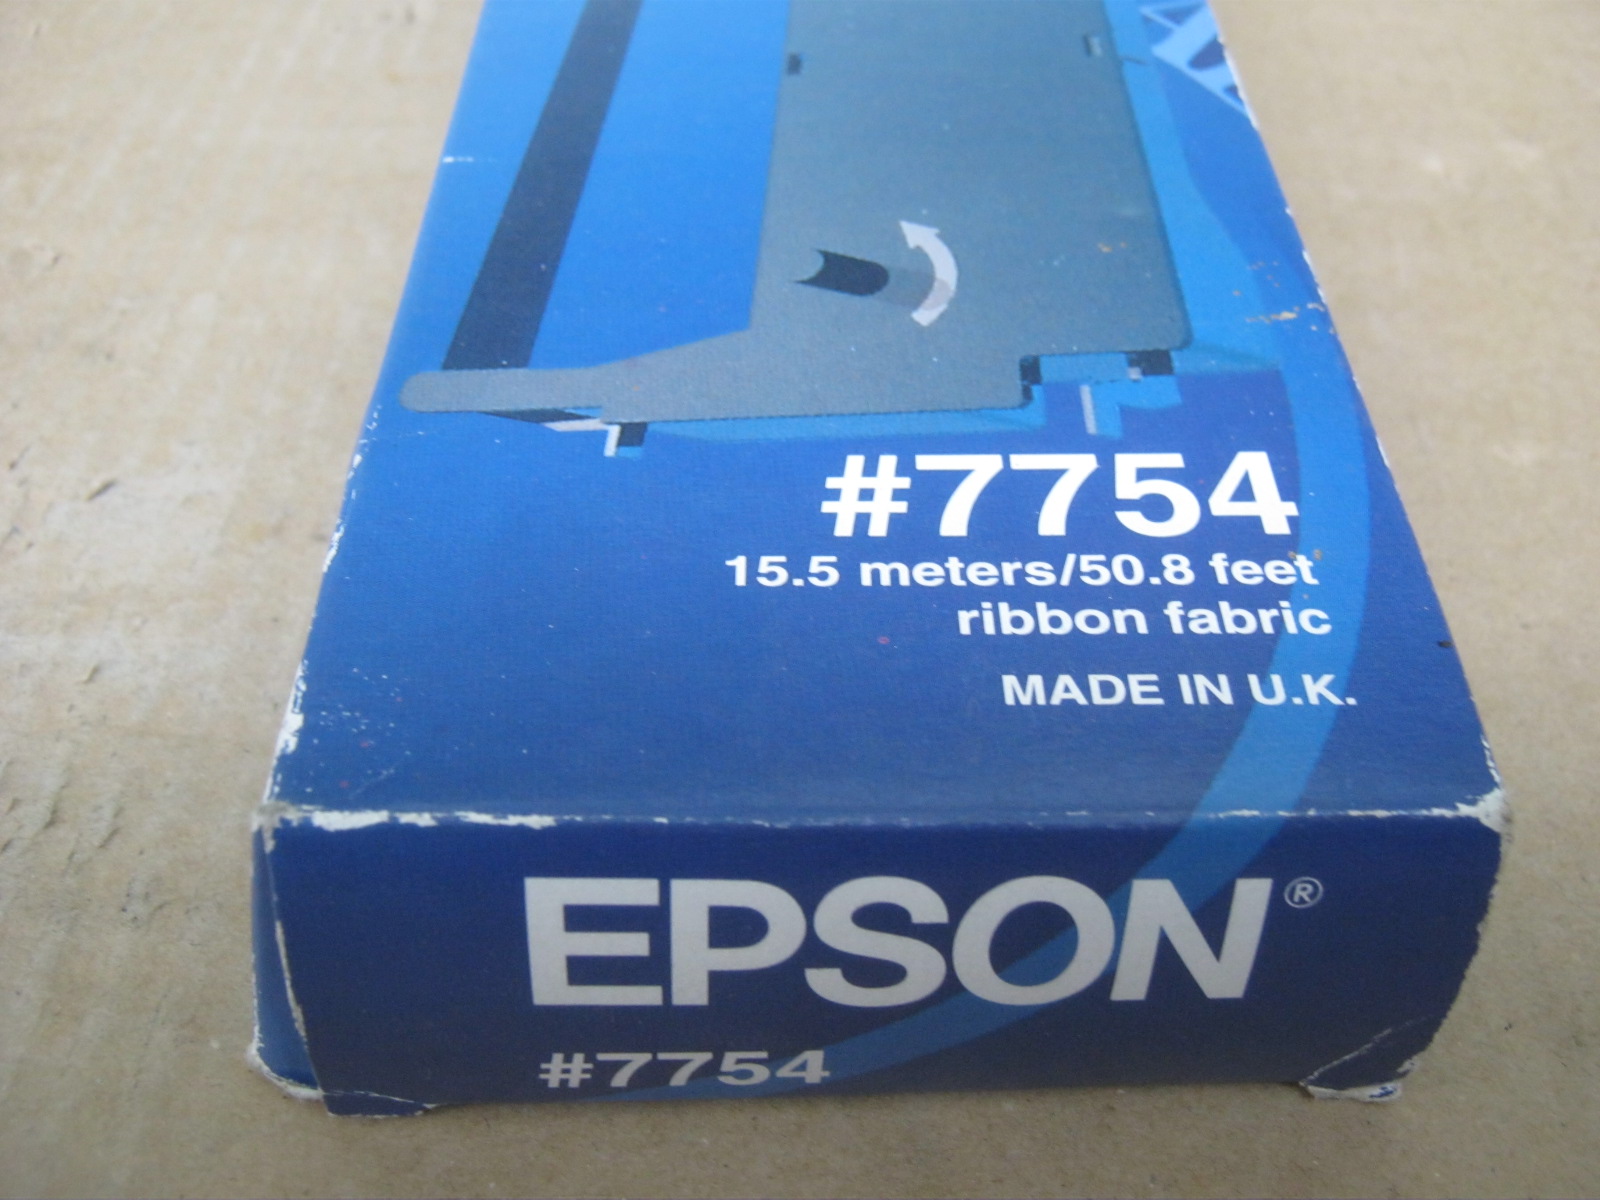 #7754
15.5 meters/50.8 feet
ribbon fabric
MADE IN U.K.
EPSON®
#7754